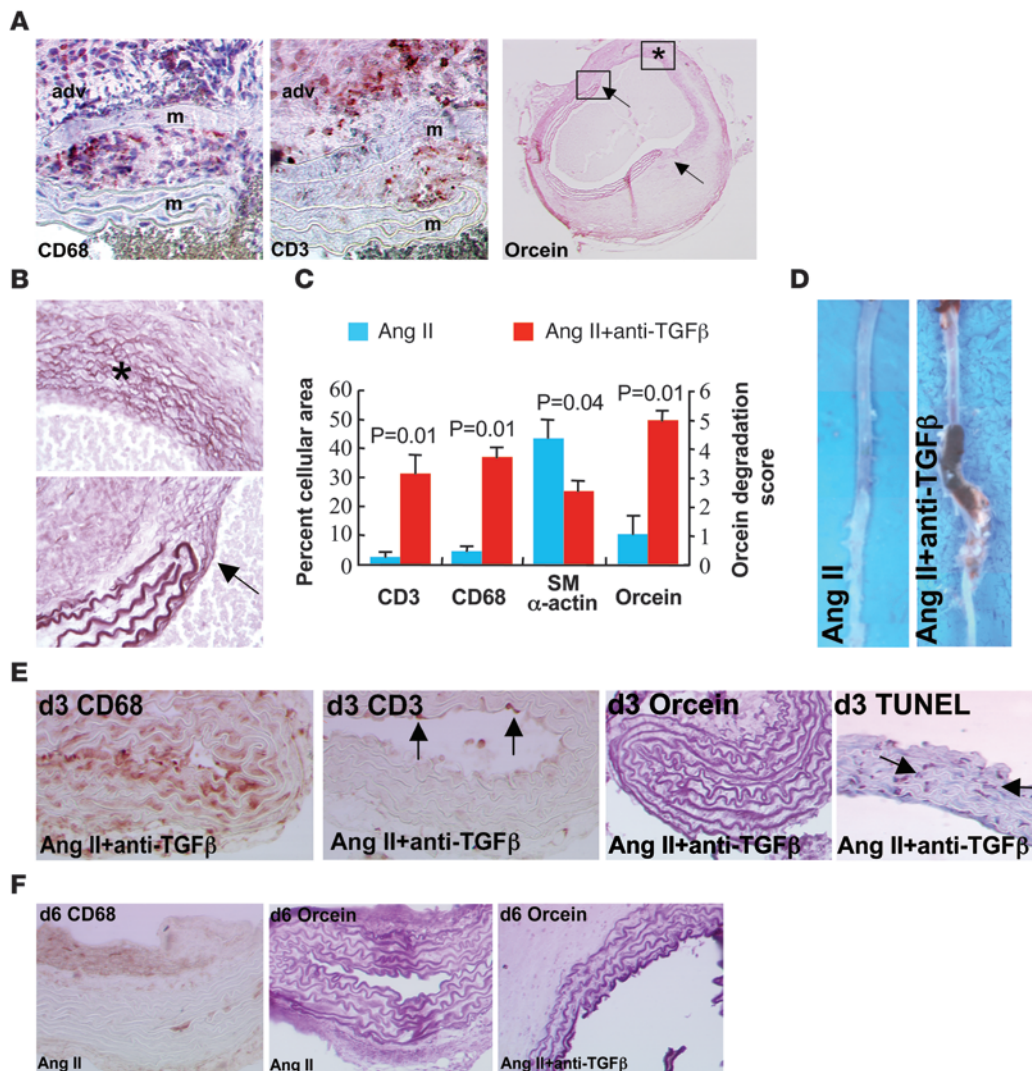 A
adv
m
m
CD68
adv
m
m
CD3
*
Orcein
B
*
C
Ang II
Ang II+anti-TGFβ
Percent cellular area
60
50
40
30
20
10
0
P=0.01
P=0.01
P=0.04
P=0.01
6
5
4
3
2
1
0
Orcein degradation
score
CD3
CD68
SM
α-actin
Orcein
D
Ang II
Ang II+anti-TGFβ
E
d3 CD68
Ang II+anti-TGFβ
d3 CD3
Ang II+anti-TGFβ
d3 Orcein
Ang II+anti-TGFβ
d3 TUNEL
Ang II+anti-TGFβ
F
d6 CD68
Ang II
d6 Orcein
Ang II
d6 Orcein
Ang II+anti-TGFβ